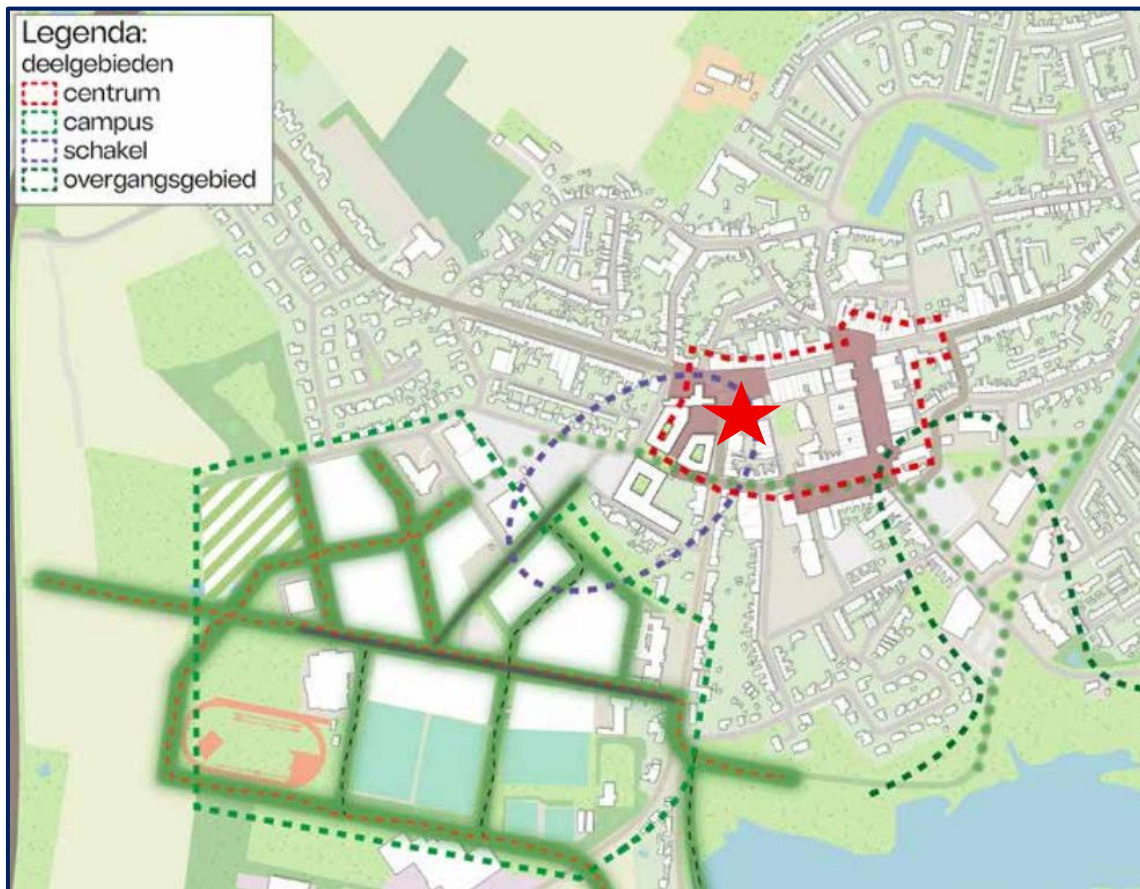 Legenda:
deelgebieden
centrum
campus
schakel
overgangsgebied